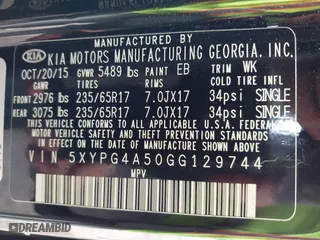 MANUFACTURED BY
KIA KIA MOTORS MANUFACTURING GEORGIA, INC.
OCT/20/15 GVWR 5489 lbs PAINT EB TRIM WK
GAWR TIRES RIMS COLD TIRE
FRONT 2976 lbs 235/65R17 7.0JX17 34psi SINGLE
REAR 3075 lbs 235/65R17 7.0JX17 34psi SINGLE
THIS VEHICLE CONFORMS TO ALL APPLICABLE
U.S. FEDERAL MOTOR VEHICLE SAFETY BUMPER
AND THEFT PREVENTION STANDARDS IN EFFECT ON
THE DATE OF MANUFACTURE SHOWN ABOVE.
VIN 5XYPG4A50GG129744
MPV
DREAMBID